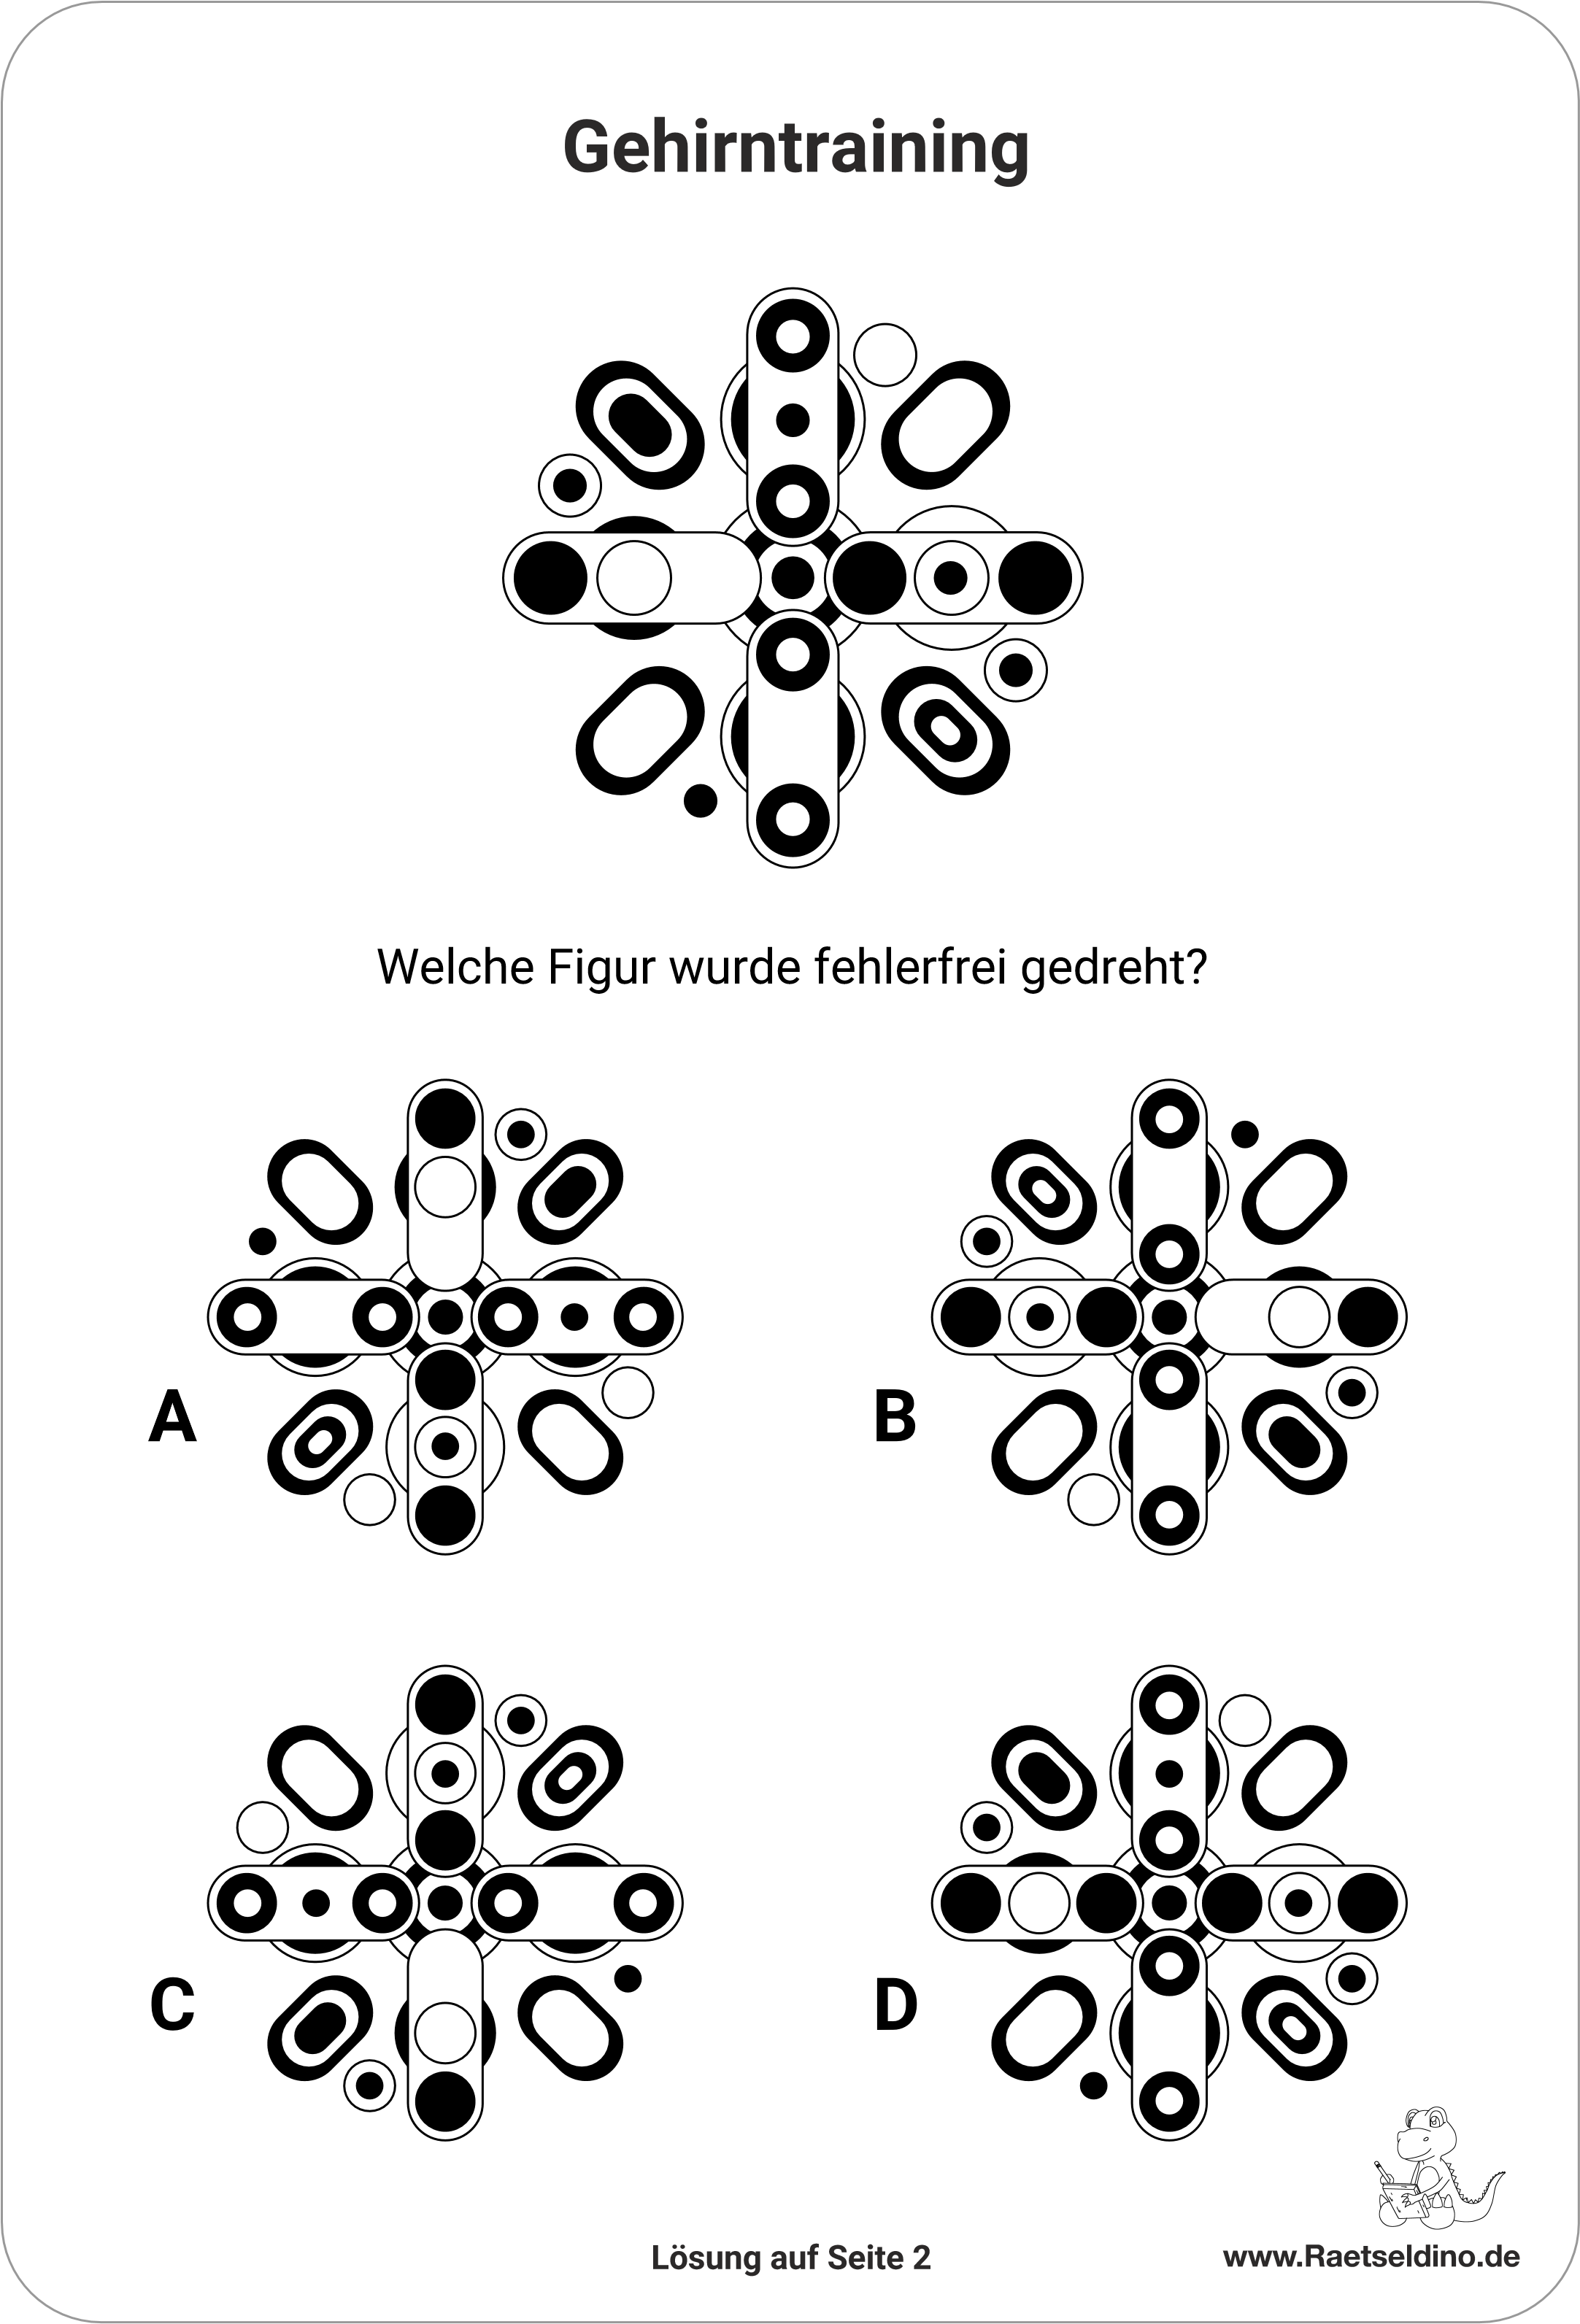 Gehirntraining
Welche Figur wurde fehlerfrei gedreht?
A
B
C
D
Lösung auf Seite 2
www.Raetseldino.de